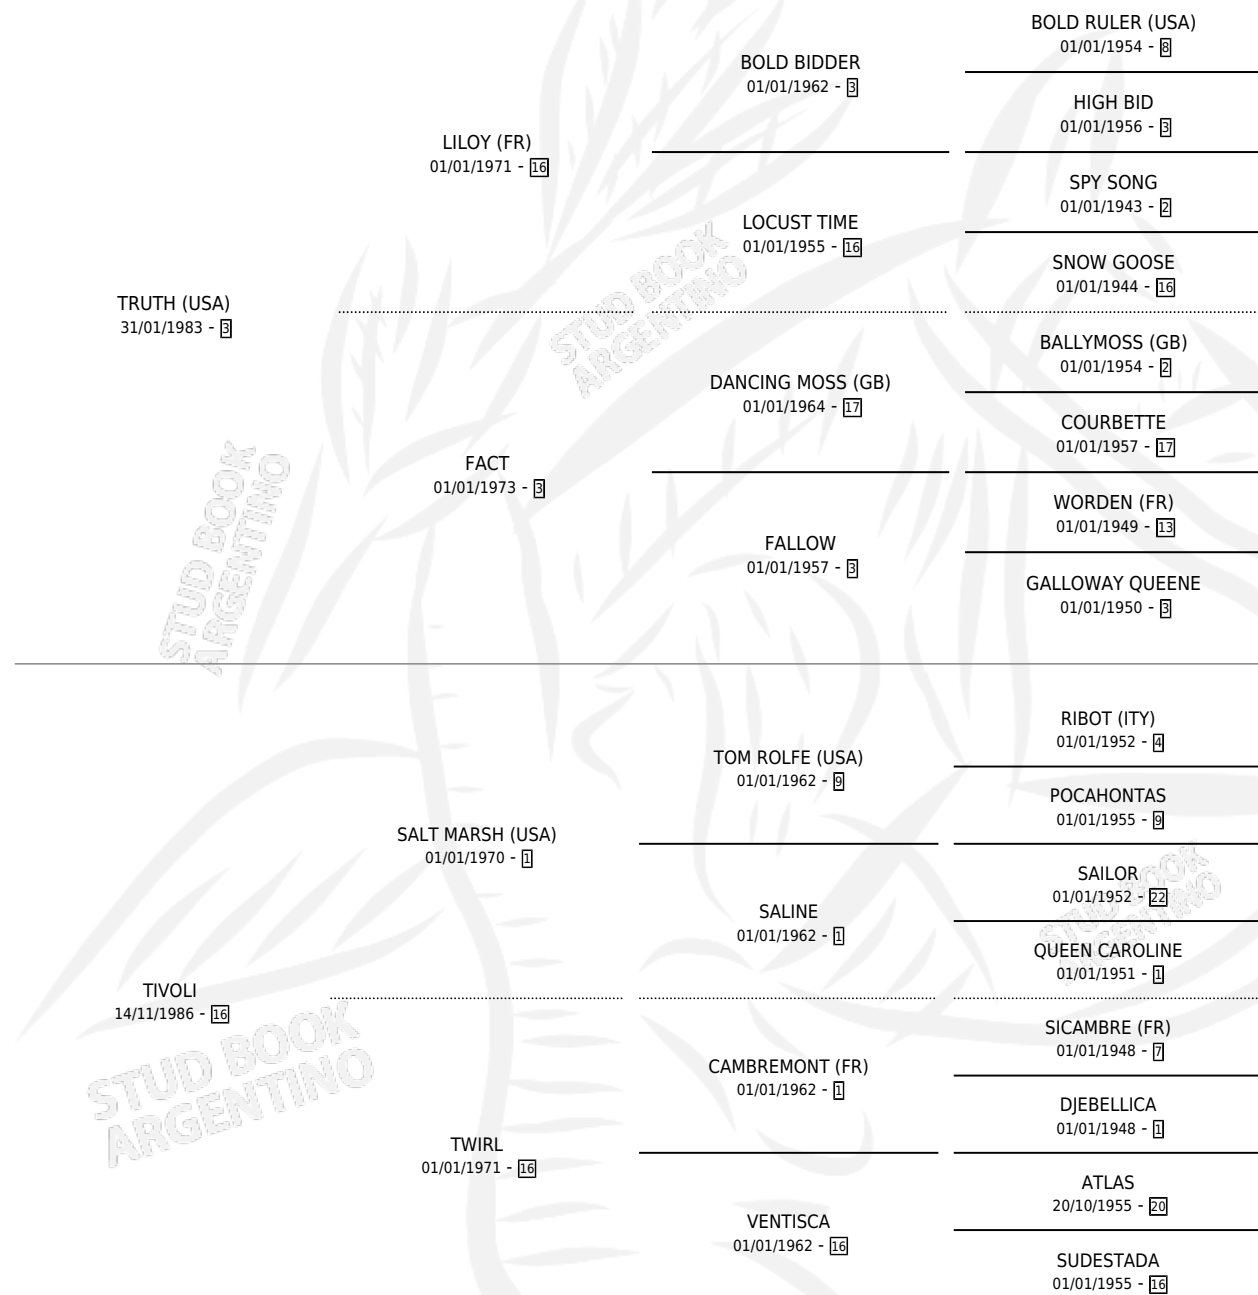 BOLD RULER (USA)
01/01/1954 - 8
BOLD BIDDER
01/01/1962 - 3
HIGH BID
01/01/1956 - 3
LILOY (FR)
01/01/1971 - 16
SPY SONG
01/01/1943 - 2
LOCUST TIME
01/01/1955 - 16
SNOW GOOSE
01/01/1944 - 16
TRUTH (USA)
31/01/1983 - 3
BALLYMOSS (GB)
01/01/1954 - 2
DANCING MOSS (GB)
01/01/1964 - 17
COURBETTE
01/01/1957 - 17
FACT
01/01/1973 - 3
WORDEN (FR)
01/01/1949 - 13
FALLOW
01/01/1957 - 3
GALLOWAY QUEENE
01/01/1950 - 3
RIBOT (ITY)
01/01/1952 - 4
TOM ROLFE (USA)
01/01/1962 - 9
POCAHONTAS
01/01/1955 - 9
SALT MARSH (USA)
01/01/1970 - 1
SAILOR
01/01/1952 - 22
SALINE
01/01/1962 - 1
QUEEN CAROLINE
01/01/1951 - 1
TIVOLI
14/11/1986 - 16
SICAMBRE (FR)
01/01/1948 - 7
CAMBREMONT (FR)
01/01/1962 - 1
DJEBELLICA
01/01/1948 - 1
TWIRL
01/01/1971 - 16
ATLAS
20/10/1955 - 20
VENTISCA
01/01/1962 - 16
SUDESTADA
01/01/1955 - 16
STUD BOOK
ARGENTINO
STUD BOOK
ARGENTINO
STUD BOOK
ARGENTINO
STUD BOOK
ARGENTINO